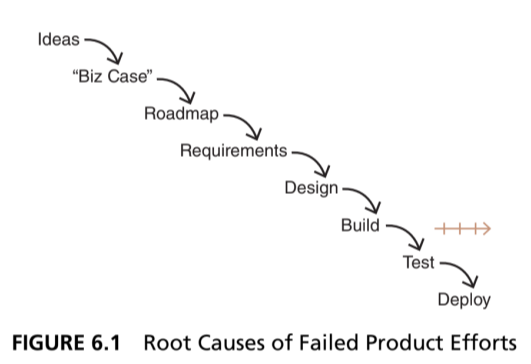 Ideas
“Biz Case”
Roadmap
Requirements
Design
Build
Test
Deploy
FIGURE 6.1 Root Causes of Failed Product Efforts